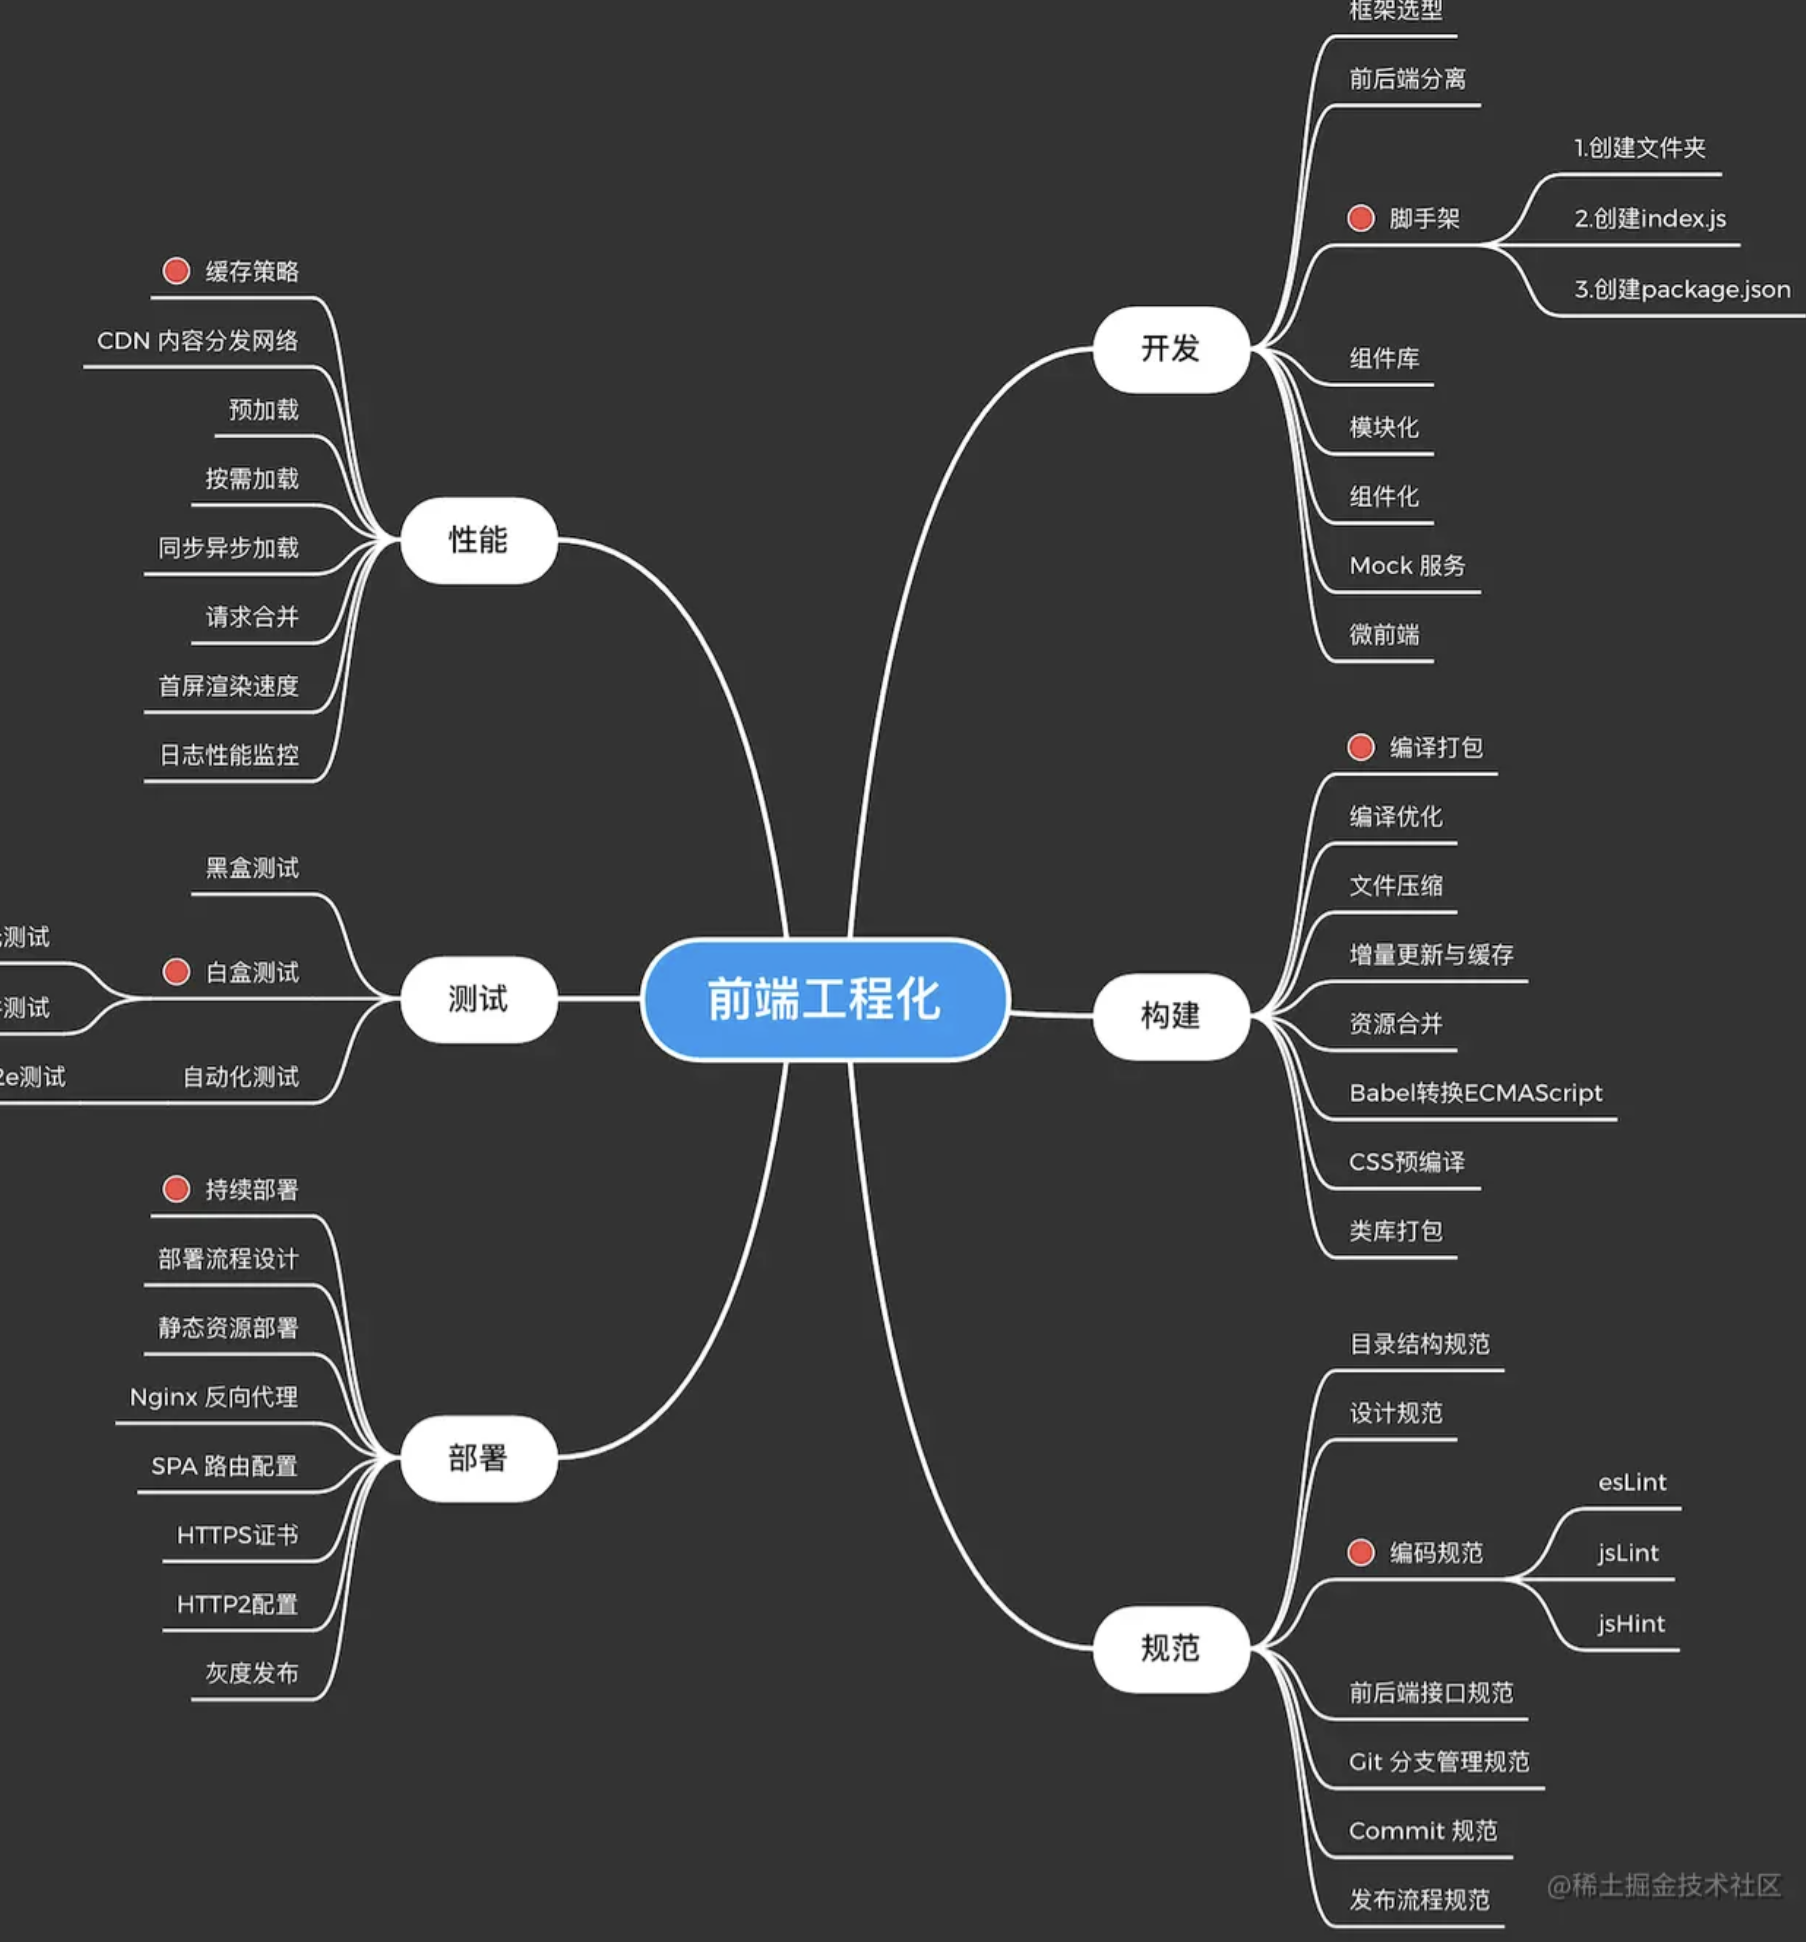 前端工程化
开发
框架选型
前后端分离
脚手架
1.创建文件夹
2.创建index.js
3.创建package.json
组件库
模块化
组件化
Mock 服务
微前端
构建
编译打包
编译优化
文件压缩
增量更新与缓存
资源合并
Babel转换ECMAScript
CSS预编译
类库打包
规范
目录结构规范
设计规范
编码规范
esLint
jsLint
jsHint
前后端接口规范
Git 分支管理规范
Commit 规范
发布流程规范
性能
缓存策略
CDN 内容分发网络
预加载
按需加载
同步异步加载
请求合并
首屏渲染速度
日志性能监控
测试
黑盒测试
白盒测试
测试
测试
自动化测试
2e测试
部署
持续部署
部署流程设计
静态资源部署
Nginx 反向代理
SPA 路由配置
HTTPS证书
HTTP2配置
灰度发布
@稀土掘金技术社区